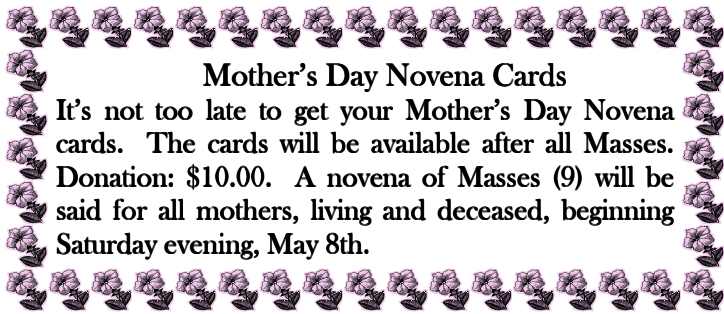 Mother’s Day Novena Cards
It’s not too late to get your Mother’s Day Novena
cards.  The cards will be available after all Masses.
Donation: $10.00.  A novena of Masses (9) will be
said for all mothers, living and deceased, beginning
Saturday evening, May 8th.